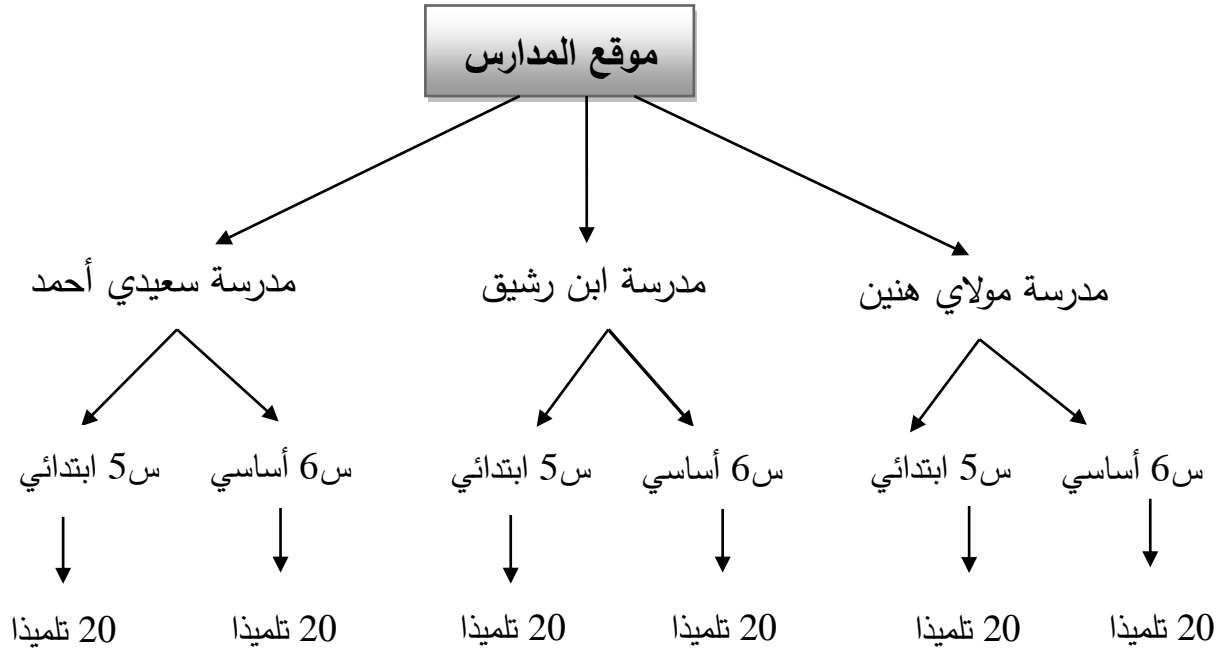 موقع المدارس
مدرسة مولاي هنين
مدرسة ابن رشيق
مدرسة سعيدي أحمد
س6 أساسي
س5 ابتدائي
س6 أساسي
س5 ابتدائي
س6 أساسي
س5 ابتدائي
20 تلميذا
20 تلميذا
20 تلميذا
20 تلميذا
20 تلميذا
20 تلميذا